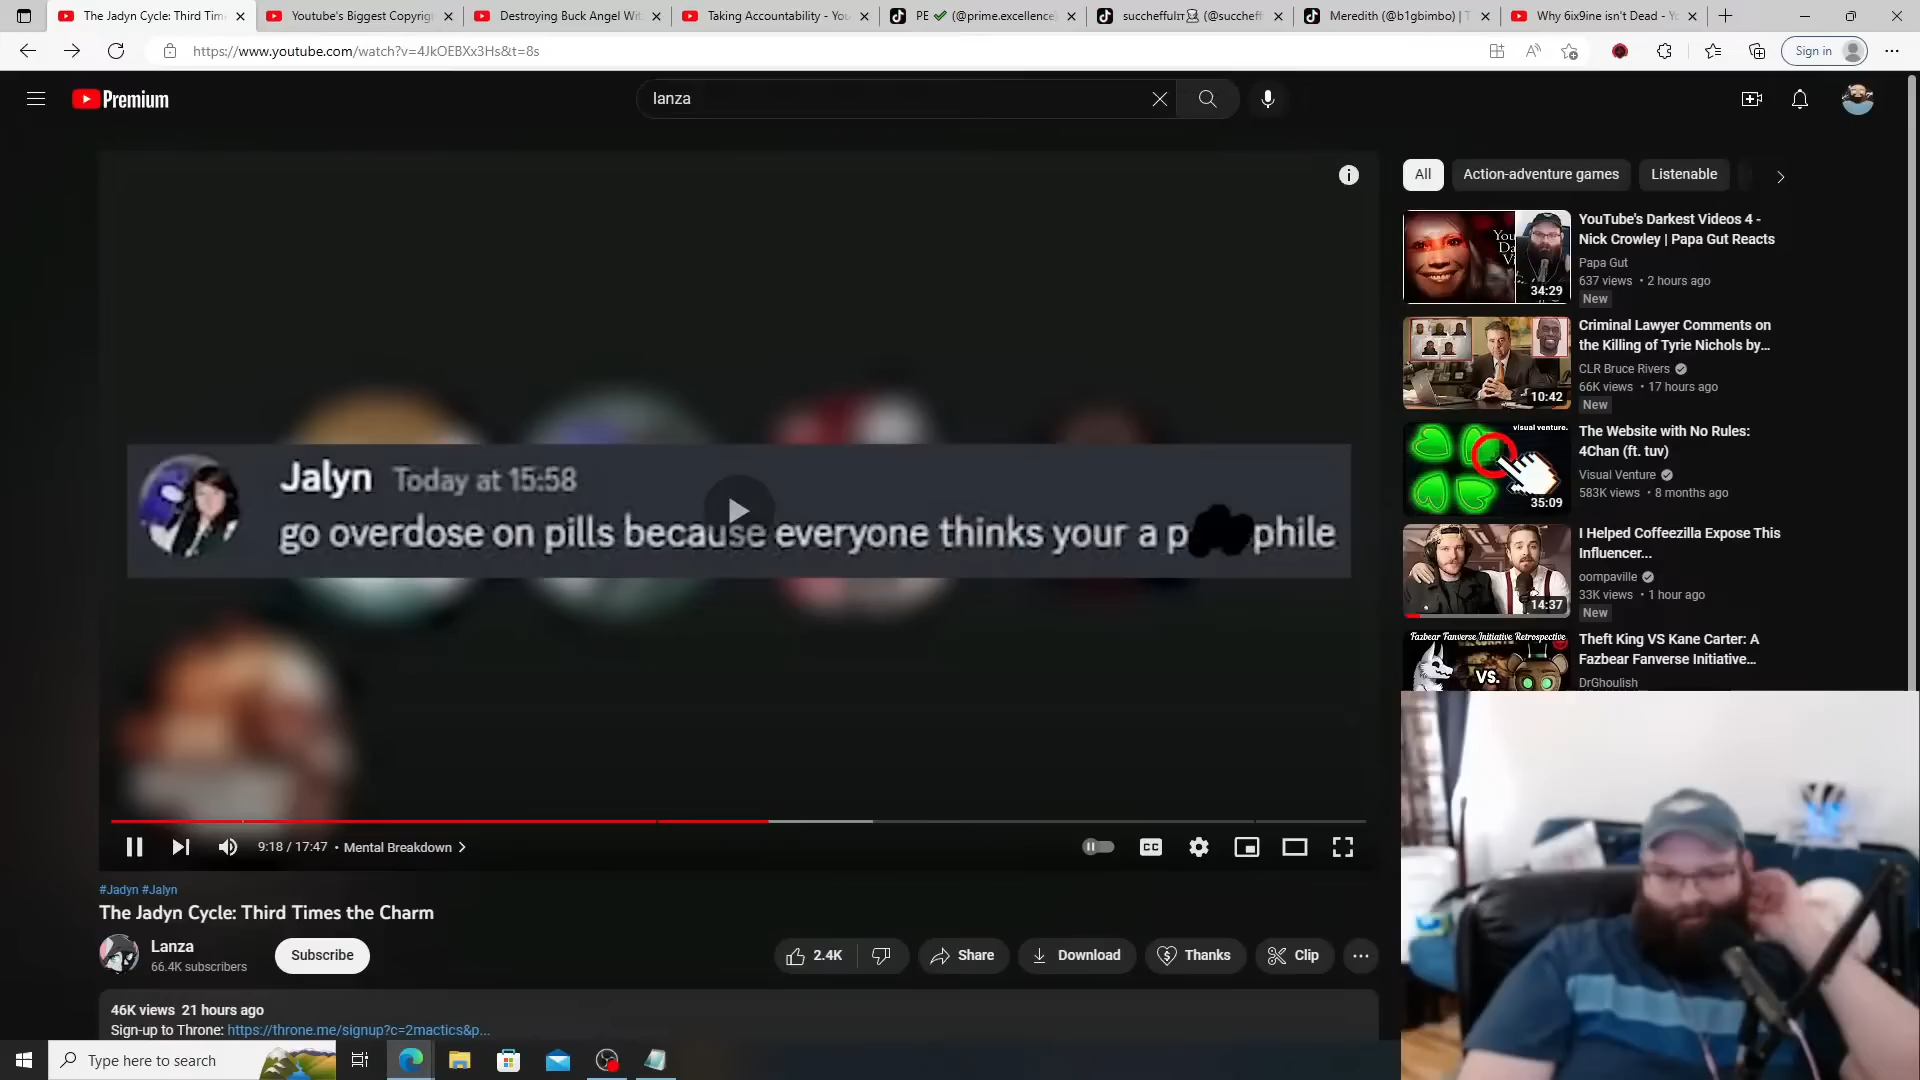 The Jadyn Cycle: Third Tim
Youtube's Biggest Copyrig
Destroying Buck Angel Wi
Taking Accountability - You
PE ✔ (@prime.excellence)
(@succheff
Meredith (@b1gbimbo) | T
Why 6ix9ine isn't Dead - Yo
https://www.youtube.com/watch?v=4JkOEBXx3Hs&t=8s
Sign in
Premium
lanza
All
Action-adventure games
Listenable
Jalyn Today at 15:58
go overdose on pills because everyone thinks your a p phile
9:18 / 17:47 • Mental Breakdown
CC
#Jadyn #Jalyn
The Jadyn Cycle: Third Times the Charm
Lanza
66.4K subscribers
Subscribe
2.4K
Share
Download
Thanks
Clip
46K views 21 hours ago
Sign-up to Throne: https://throne.me/signup?c=2mactics&p...
34:29
YouTube's Darkest Videos 4 -
Nick Crowley | Papa Gut Reacts
Papa Gut
637 views • 2 hours ago
New
10:42
Criminal Lawyer Comments on
the Killing of Tyrie Nichols by...
CLR Bruce Rivers
66K views • 17 hours ago
New
visual venture.
35:09
The Website with No Rules:
4Chan (ft. tuv)
Visual Venture
583K views • 8 months ago
14:37
I Helped Coffeezilla Expose This
Influencer...
oompaville
33K views • 1 hour ago
New
Fazbear Fanverse Initiative Retrospective
VS.
Theft King VS Kane Carter: A
Fazbear Fanverse Initiative...
DrGhoulish
Type here to search